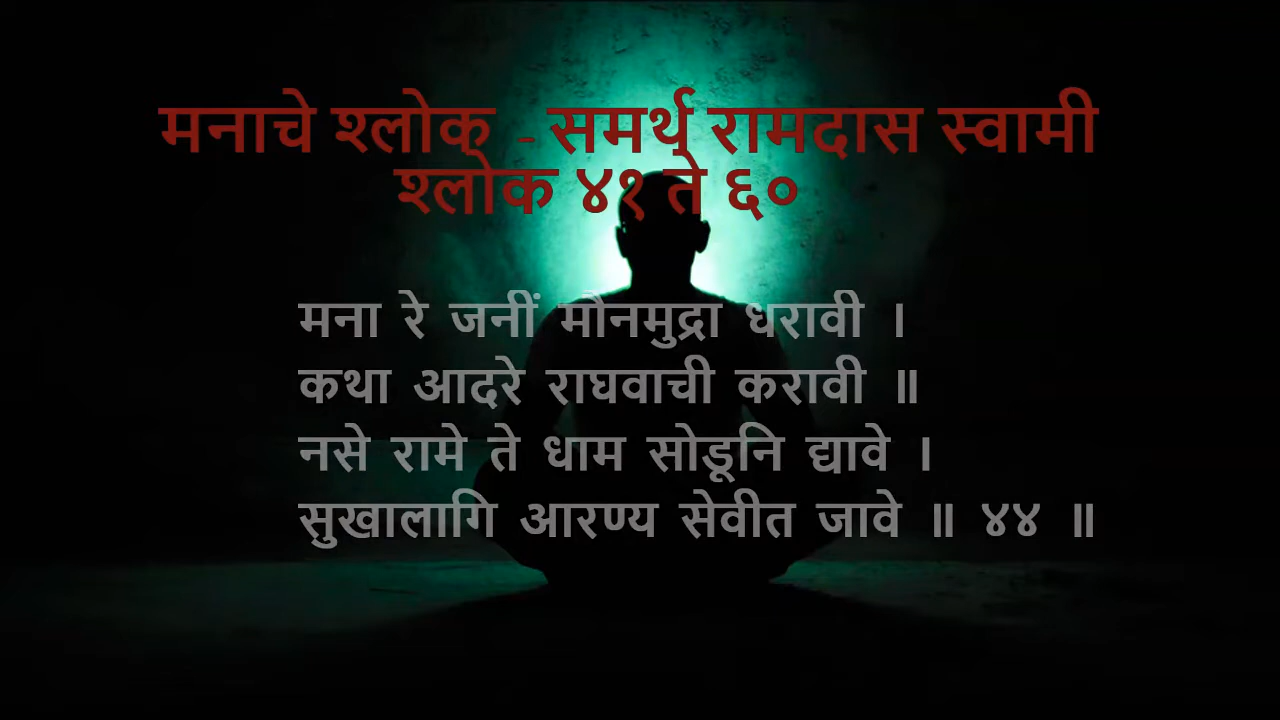 मनाचे श्लोक - समर्थ रामदास स्वामी
श्लोक ४१ ते ६०
मना रे जनीं मौनमुद्रा धरावी ।
कथा आदरे राघवाची करावी ॥
नसे रामे ते धाम सोडूनि द्यावे ।
सुखालागि आरण्य सेवीत जावे ॥ ४४ ॥